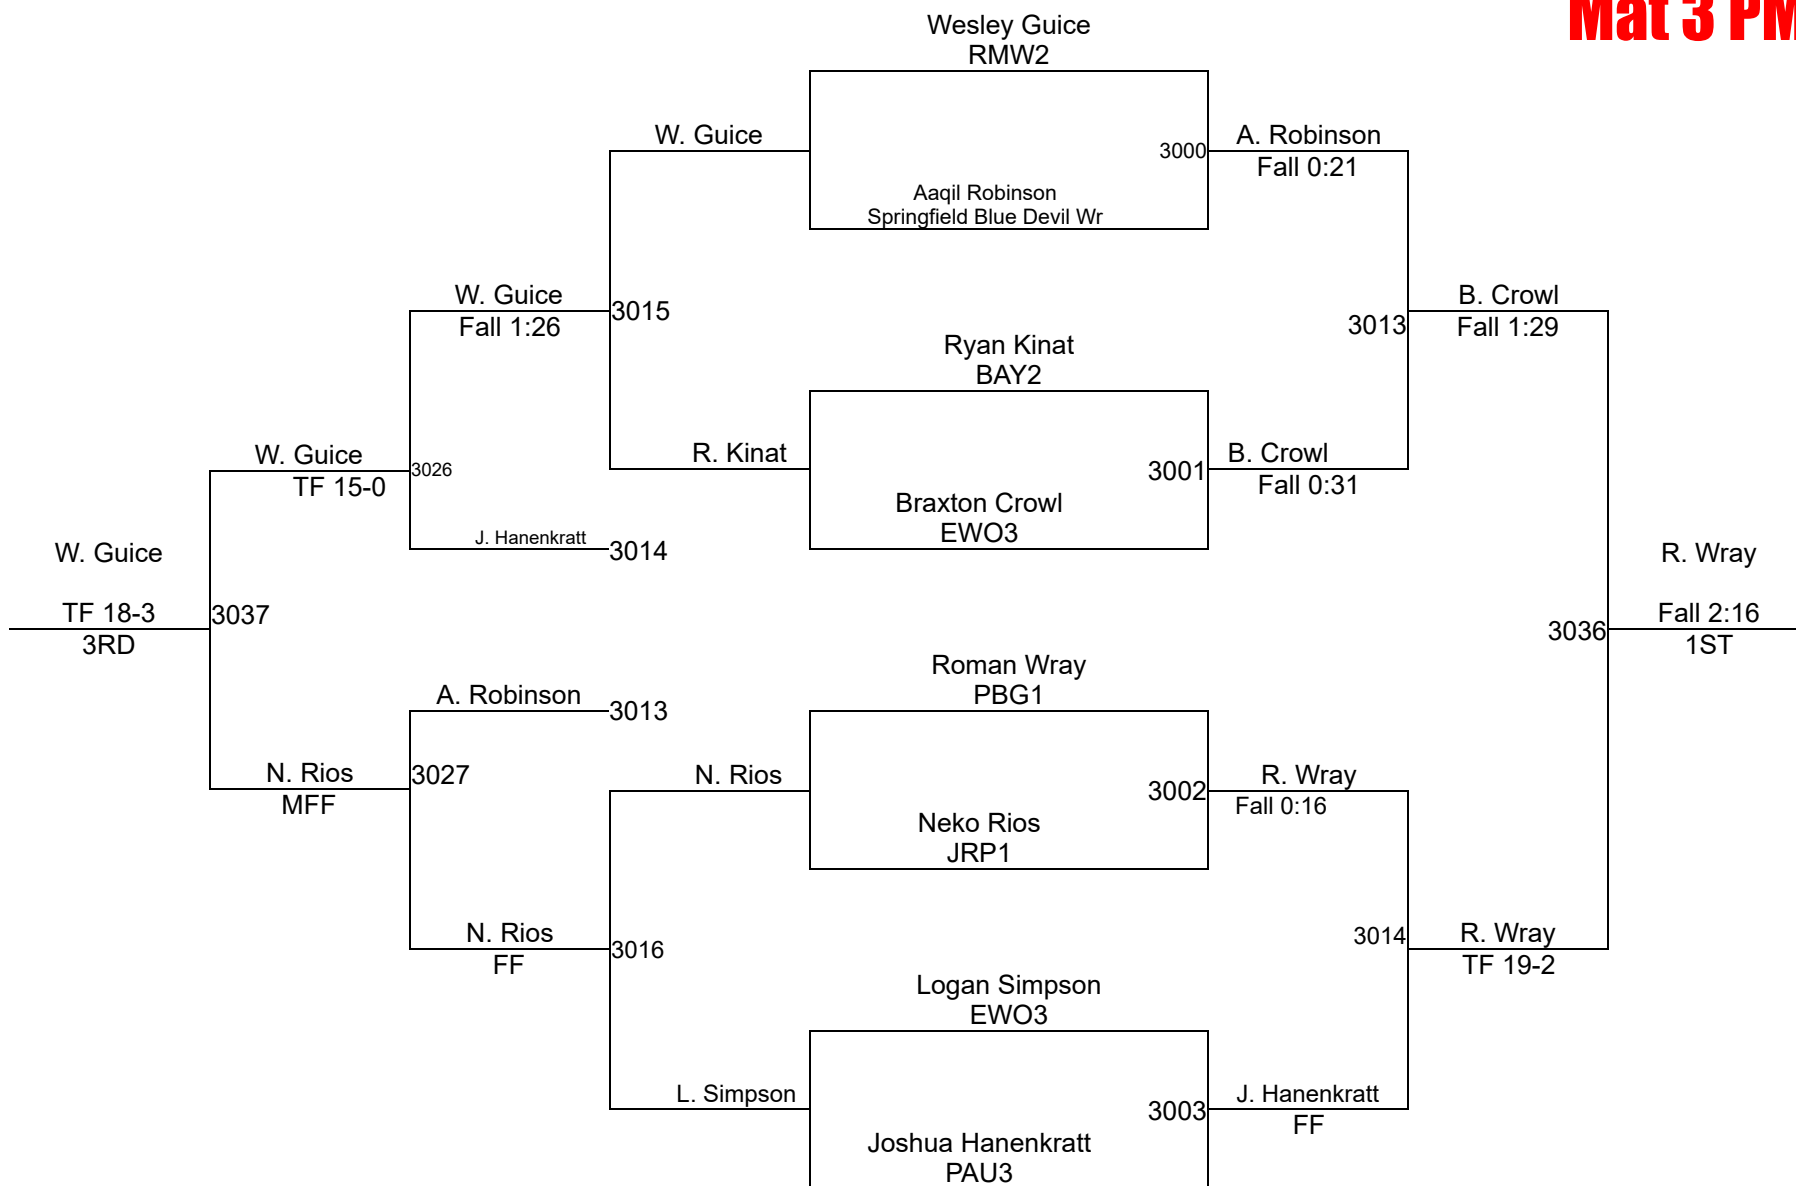 Mat 3 PM
Wesley Guice
RMW2
W. Guice
3000
A. Robinson
Fall 0:21
Aaqil Robinson
Springfield Blue Devil Wr
W. Guice
Fall 1:26
3015
3013
B. Crowl
Fall 1:29
Ryan Kinat
BAY2
W. Guice
TF 15-0
3026
R. Kinat
3001
B. Crowl
Fall 0:31
Braxton Crowl
EWO3
J. Hanenkratt
3014
W. Guice
TF 18-3
3RD
3037
R. Wray
Fall 2:16
1ST
3036
Roman Wray
PBG1
A. Robinson
3013
N. Rios
MFF
3027
N. Rios
3002
R. Wray
Fall 0:16
Neko Rios
JRP1
N. Rios
FF
3016
3014
R. Wray
TF 19-2
Logan Simpson
EWO3
L. Simpson
3003
J. Hanenkratt
FF
Joshua Hanenkratt
PAU3